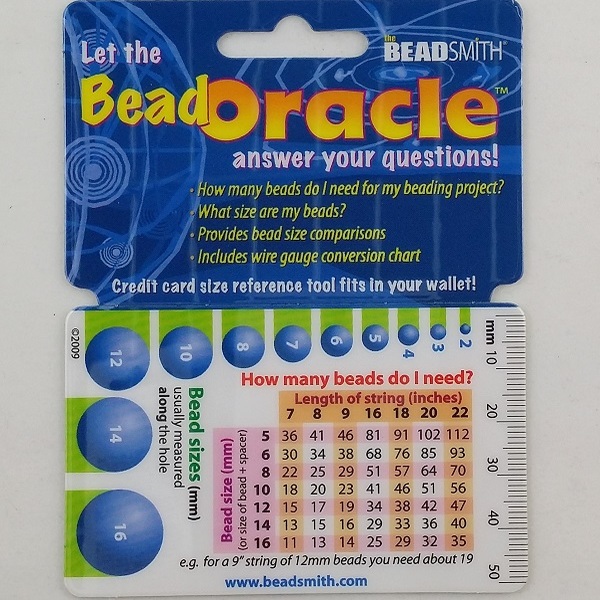 Let the
the BEADSMITH®
Bead Oracle™
answer your questions!
• How many beads do I need for my beading project?
• What size are my beads?
• Provides bead size comparisons
• Includes wire gauge conversion chart
Credit card size reference tool fits in your wallet!
©2009
12 10 8 7 6 5 4 3 2
14
16
mm 10 20 30 40 50
Bead sizes (mm)
usually measured
along the hole
How many beads do I need?
Length of string (inches)
7 8 9 16 18 20 22
Bead size (mm)
(or size of bead + spacer)
5 36 41 46 81 91 102 112
6 30 34 38 68 76 85 93
8 22 25 29 51 57 64 70
10 18 20 23 41 46 51 56
12 15 17 19 34 38 42 47
14 13 15 16 29 33 36 40
16 11 13 14 25 29 32 35
e.g. for a 9” string of 12mm beads you need about 19
www.beadsmith.com